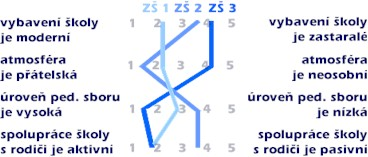 ZŠ 1 ZŠ 2 ZŠ 3
vybavení školy 1 2 3 4 5 vybavení školy
je moderní je zastaralé
atmosféra 1 2 3 4 5 atmosféra
je přátelská je neosobní
úroveň ped. sboru 1 2 3 4 5 úroveň ped. sboru
je vysoká je nízká
spolupráce školy 1 2 3 4 5 spolupráce školy
s rodiči je aktivní s rodiči je pasivní